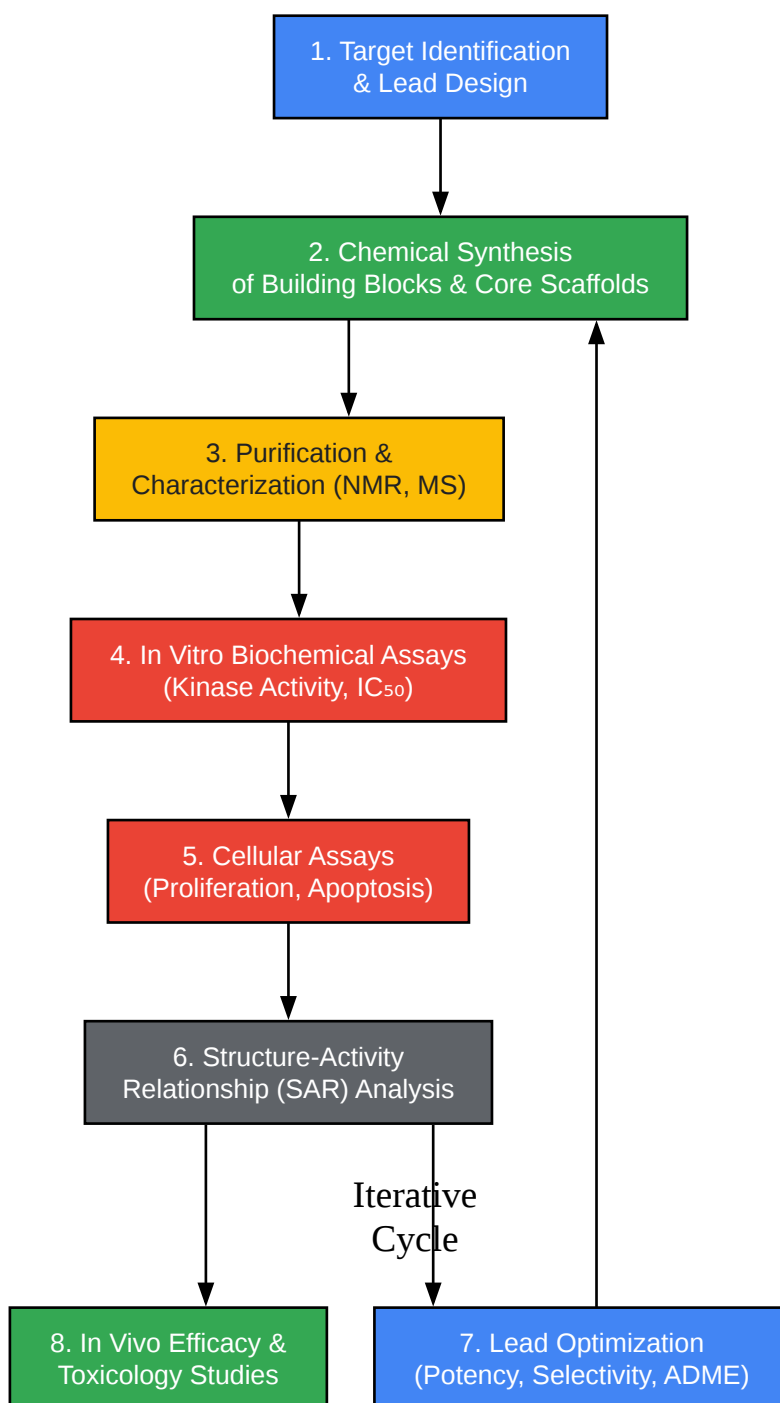 1. Target Identification
& Lead Design
2. Chemical Synthesis
of Building Blocks & Core Scaffolds
3. Purification &
Characterization (NMR, MS)
4. In Vitro Biochemical Assays
(Kinase Activity, IC₅₀)
5. Cellular Assays
(Proliferation, Apoptosis)
6. Structure-Activity
Relationship (SAR) Analysis
Iterative
Cycle
8. In Vivo Efficacy &
Toxicology Studies
7. Lead Optimization
(Potency, Selectivity, ADME)